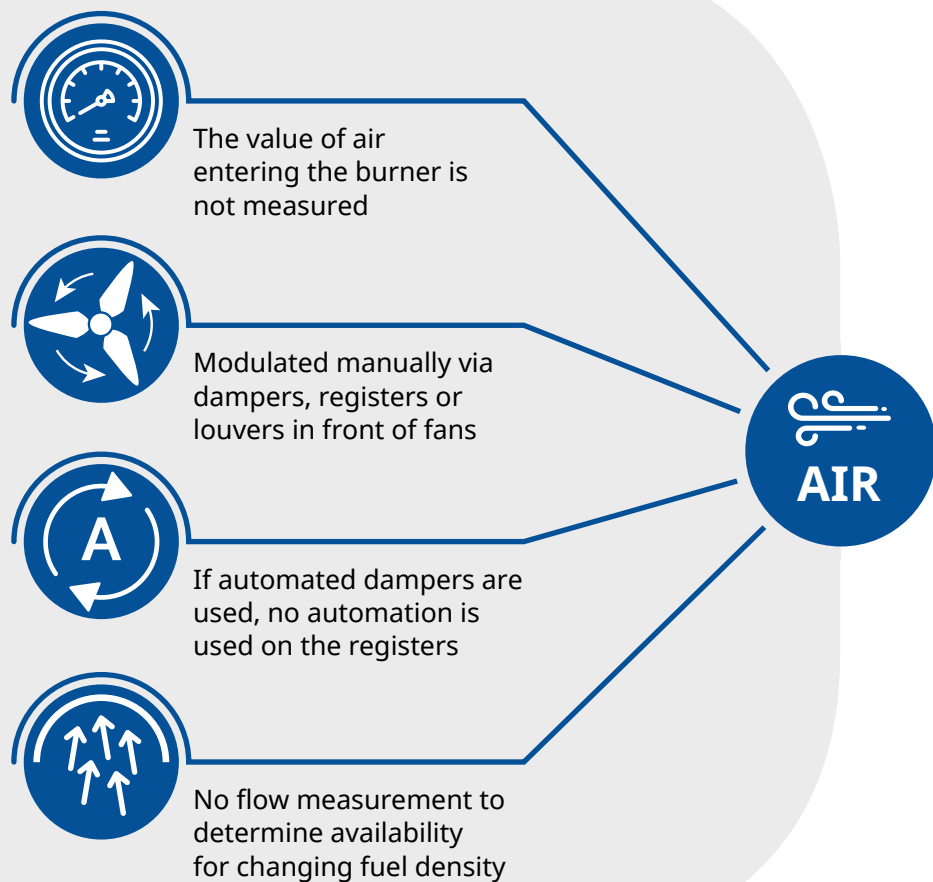 The value of air
entering the burner is
not measured
Modulated manually via
dampers, registers or
louvers in front of fans
A
If automated dampers are
used, no automation is
used on the registers
No flow measurement to
determine availability
for changing fuel density
AIR